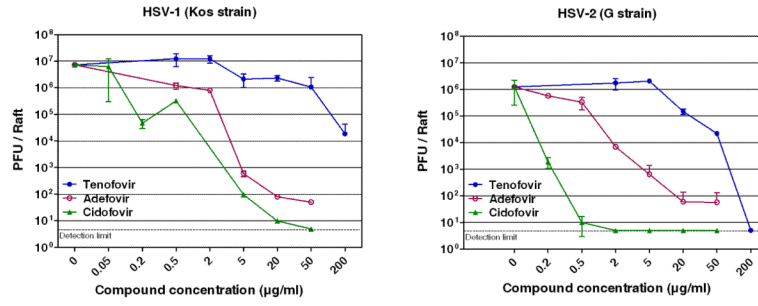 HSV-1 (Kos strain)
PFU / Raft
10⁸
10⁷
10⁶
10⁵
10⁴
10³
10²
10¹
10⁰
Tenofovir
Adefovir
Cidofovir
Detection limit
0 0.05 0.2 0.5 2 5 20 50 200
Compound concentration (µg/ml)
HSV-2 (G strain)
PFU / Raft
10⁸
10⁷
10⁶
10⁵
10⁴
10³
10²
10¹
10⁰
Tenofovir
Adefovir
Cidofovir
Detection limit
0 0.2 0.5 2 5 20 50 200
Compound concentration (µg/ml)